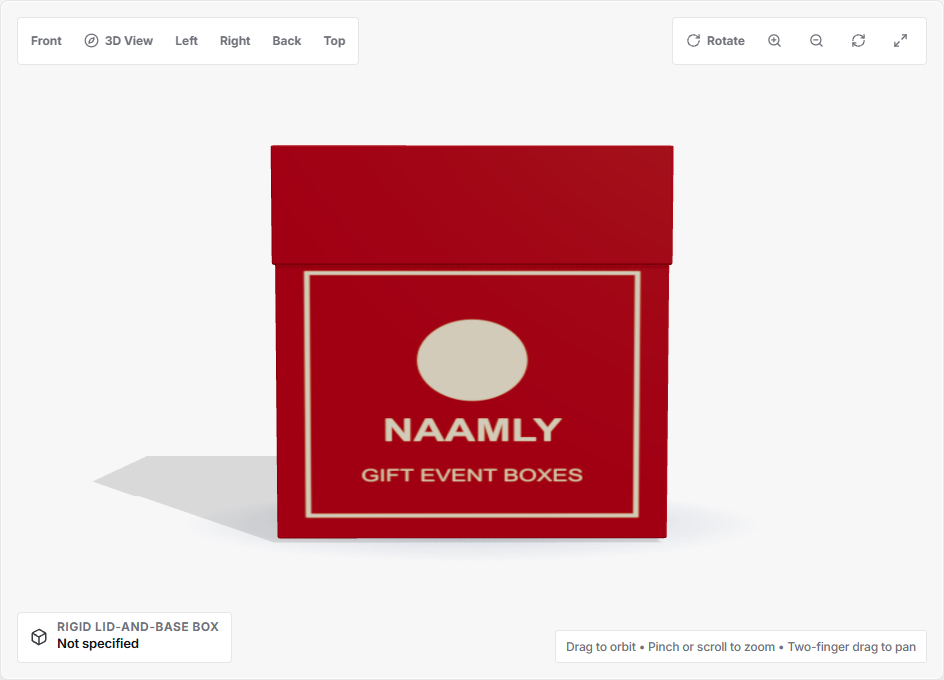 Front 3D View Left Right Back Top
Rotate
NAAMLY
GIFT EVENT BOXES
RIGID LID-AND-BASE BOX
Not specified
Drag to orbit • Pinch or scroll to zoom • Two-finger drag to pan